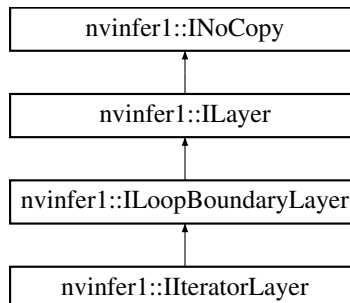 nvinfer1::INoCopy
nvinfer1::ILayer
nvinfer1::ILoopBoundaryLayer
nvinfer1::IIteratorLayer